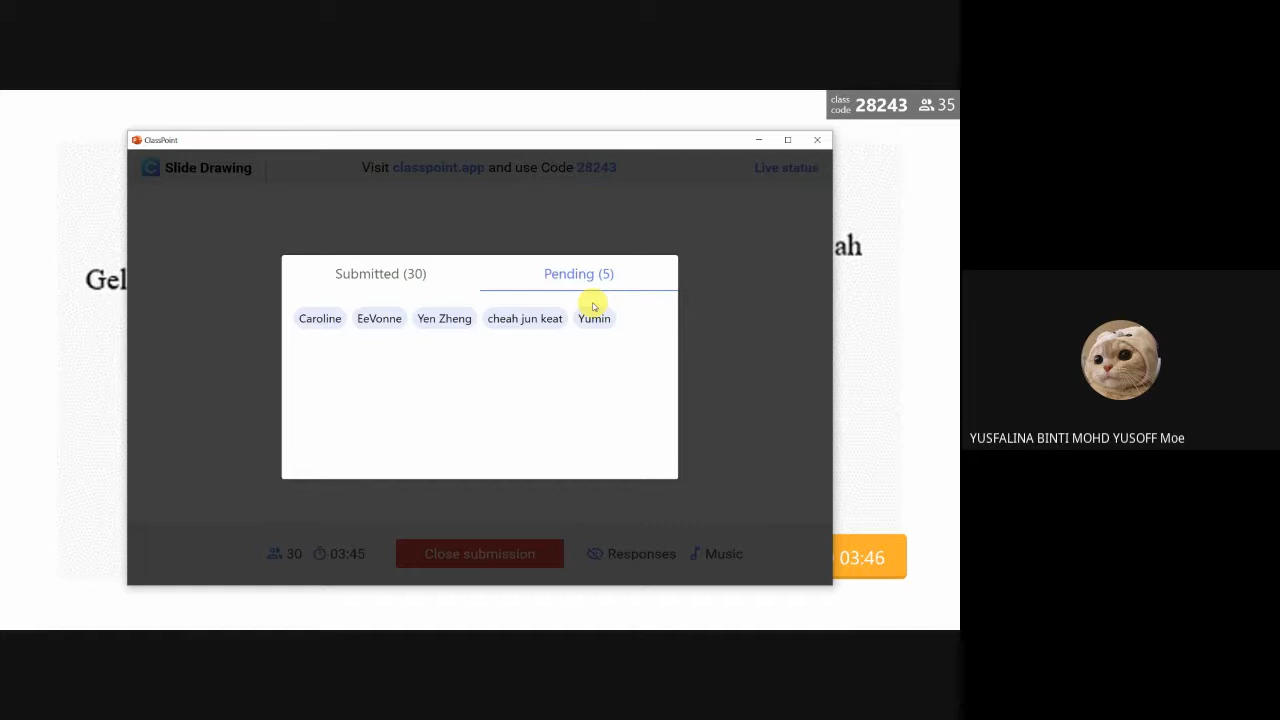 class code 28243 35
ClassPoint
Slide Drawing
Visit classpoint.app and use Code 28243
Live status
Submitted (30)
Pending (5)
Gel
ah
Caroline
EeVonne
Yen Zheng
cheah jun keat
Yumin
YUSFALINA BINTI MOHD YUSOFF Moe
30
03:45
Close submission
Responses
Music
03:46